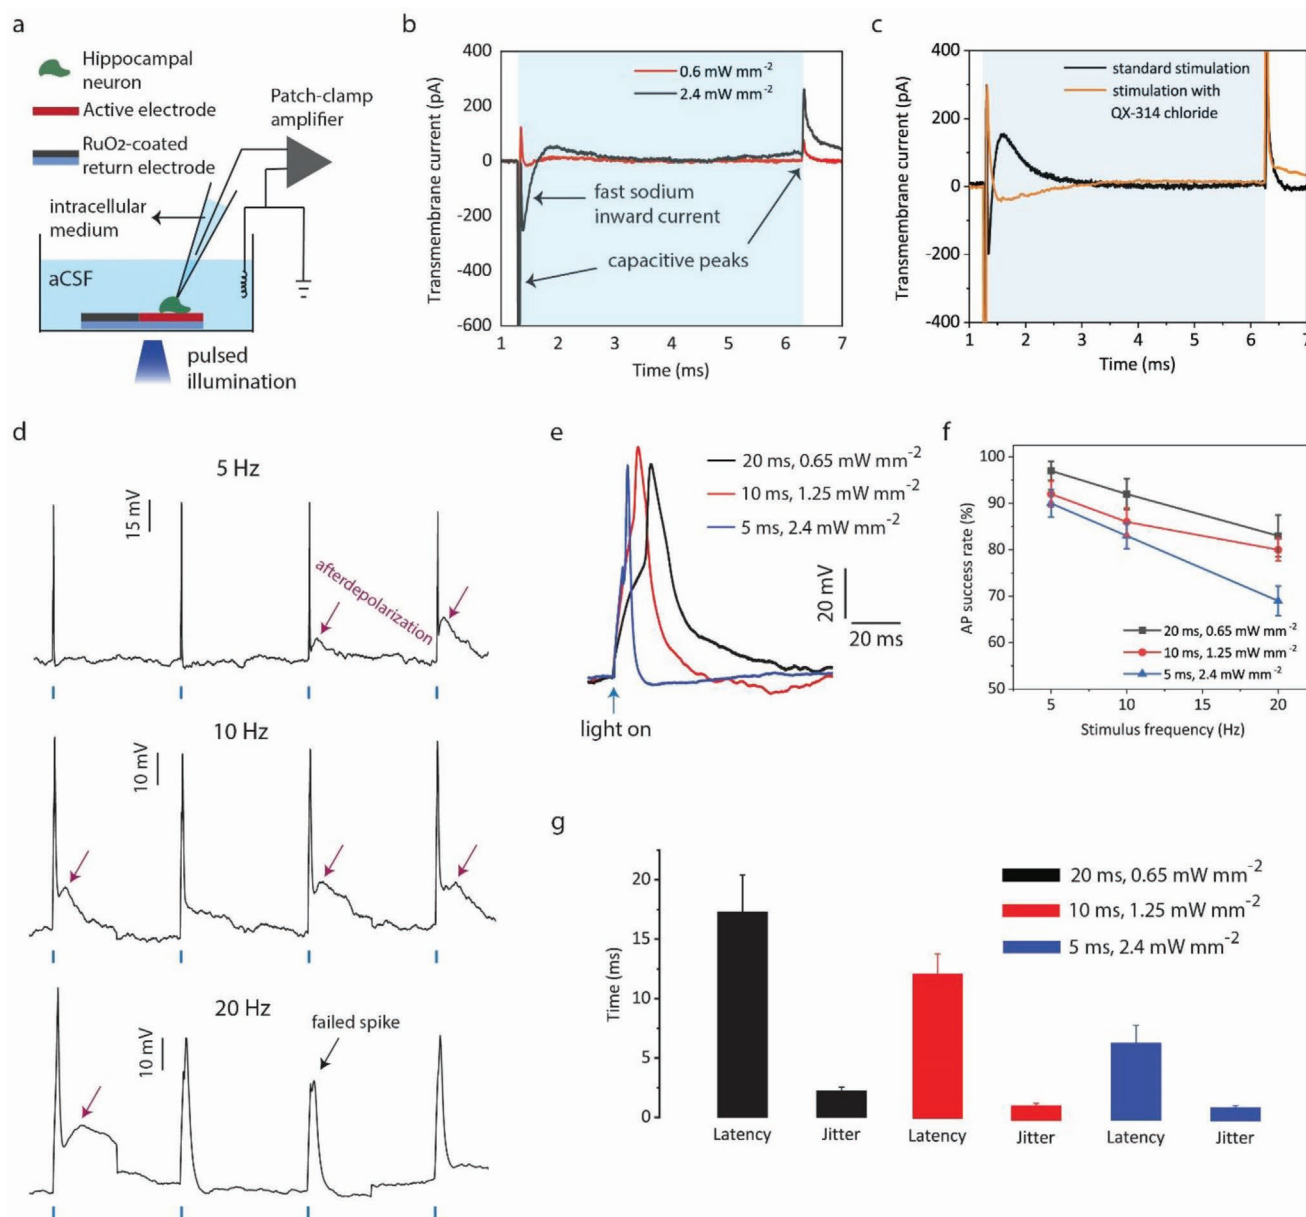 a
Hippocampal
neuron
Active electrode
RuO2-coated
return electrode
Patch-clamp
amplifier
intracellular
medium
aCSF
pulsed
illumination
b
Transmembrane current (pA)
400
200
0
-200
-400
-600
0.6 mW mm-2
2.4 mW mm-2
fast sodium
inward current
capacitive peaks
1 2 3 4 5 6 7
Time (ms)
c
Transmembrane current (pA)
400
200
0
-200
-400
standard stimulation
stimulation with
QX-314 chloride
1 2 3 4 5 6 7
Time (ms)
d
5 Hz
15 mV
afterdepolarization
10 Hz
10 mV
20 Hz
10 mV
failed spike
e
20 ms, 0.65 mW mm-2
10 ms, 1.25 mW mm-2
5 ms, 2.4 mW mm-2
20 mV
20 ms
light on
f
AP success rate (%)
100
90
80
70
60
50
20 ms, 0.65 mW mm-2
10 ms, 1.25 mW mm-2
5 ms, 2.4 mW mm-2
5 10 15 20
Stimulus frequency (Hz)
g
Time (ms)
20
15
10
5
0
20 ms, 0.65 mW mm-2
10 ms, 1.25 mW mm-2
5 ms, 2.4 mW mm-2
Latency Jitter Latency Jitter Latency Jitter